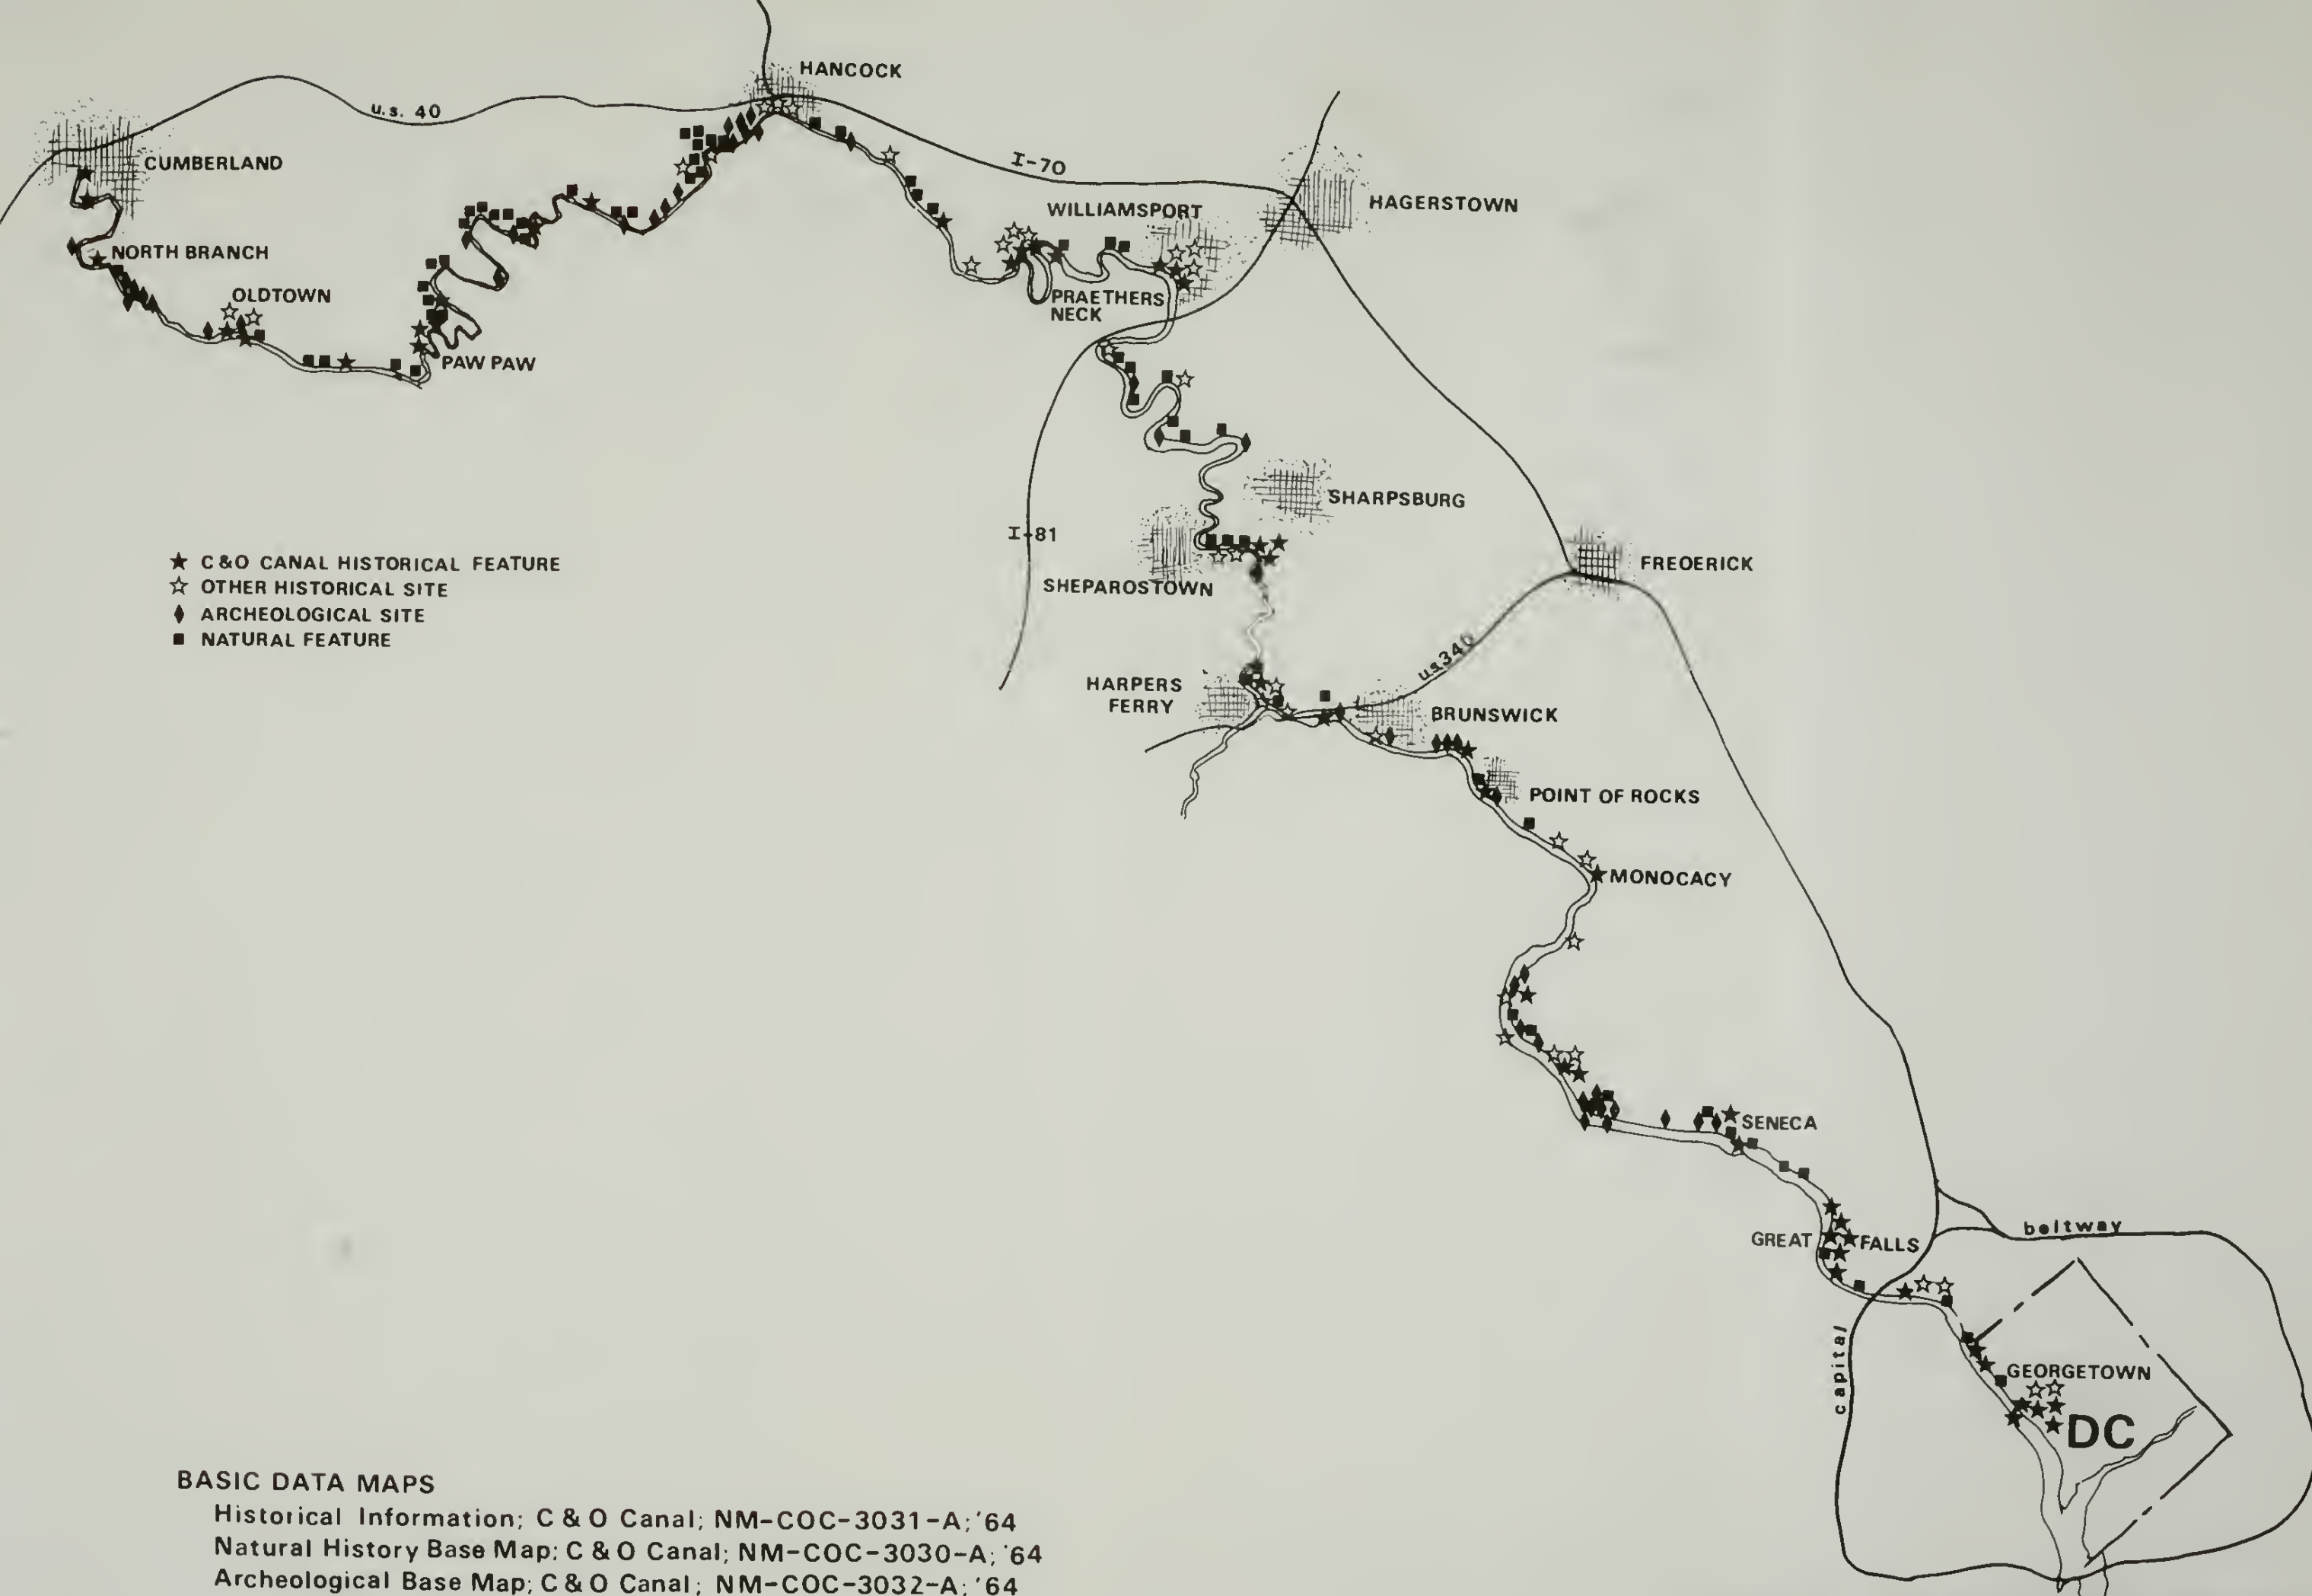 HANCOCK
u.s. 40
CUMBERLAND
I-70
HAGERSTOWN
WILLIAMSPORT
NORTH BRANCH
OLDTOWN
PRAETHERS
NECK
PAW PAW
SHARPSBURG
I-81
★ C&O CANAL HISTORICAL FEATURE
☆ OTHER HISTORICAL SITE
♦ ARCHEOLOGICAL SITE
■ NATURAL FEATURE
FREOERICK
SHEPAROSTOWN
us340
HARPERS
FERRY
BRUNSWICK
POINT OF ROCKS
MONOCACY
SENECA
GREAT FALLS
beltway
capital
GEORGETOWN
DC
BASIC DATA MAPS
Historical Information; C & O Canal; NM-COC-3031-A; '64
Natural History Base Map; C & O Canal; NM-COC-3030-A; '64
Archeological Base Map; C & O Canal; NM-COC-3032-A; '64